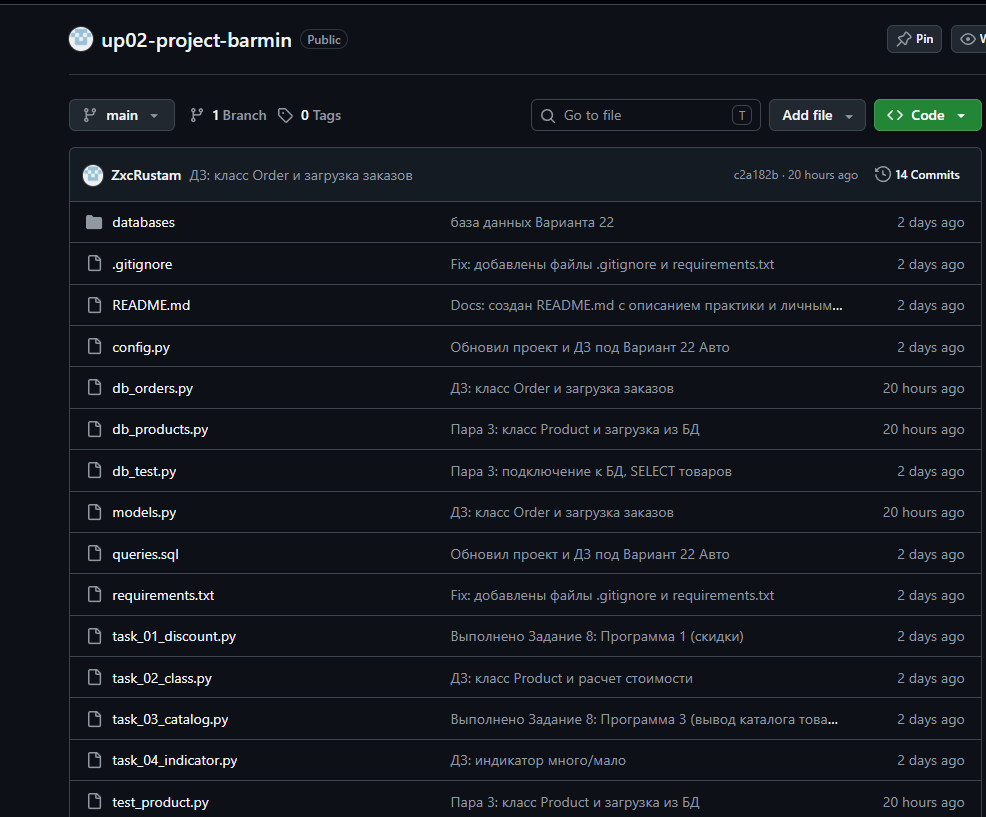 up02-project-barmin Public Pin
main 1 Branch 0 Tags Go to file T Add file Code
ZxcRustam ДЗ: класс Order и загрузка заказов c2a182b · 20 hours ago 14 Commits
databases база данных Варианта 22 2 days ago
.gitignore Fix: добавлены файлы .gitignore и requirements.txt 2 days ago
README.md Docs: создан README.md с описанием практики и личным... 2 days ago
config.py Обновил проект и ДЗ под Вариант 22 Авто 2 days ago
db_orders.py ДЗ: класс Order и загрузка заказов 20 hours ago
db_products.py Пара 3: класс Product и загрузка из БД 20 hours ago
db_test.py Пара 3: подключение к БД, SELECT товаров 2 days ago
models.py ДЗ: класс Order и загрузка заказов 20 hours ago
queries.sql Обновил проект и ДЗ под Вариант 22 Авто 2 days ago
requirements.txt Fix: добавлены файлы .gitignore и requirements.txt 2 days ago
task_01_discount.py Выполнено Задание 8: Программа 1 (скидки) 2 days ago
task_02_class.py ДЗ: класс Product и расчет стоимости 2 days ago
task_03_catalog.py Выполнено Задание 8: Программа 3 (вывод каталога това... 2 days ago
task_04_indicator.py ДЗ: индикатор много/мало 2 days ago
test_product.py Пара 3: класс Product и загрузка из БД 20 hours ago